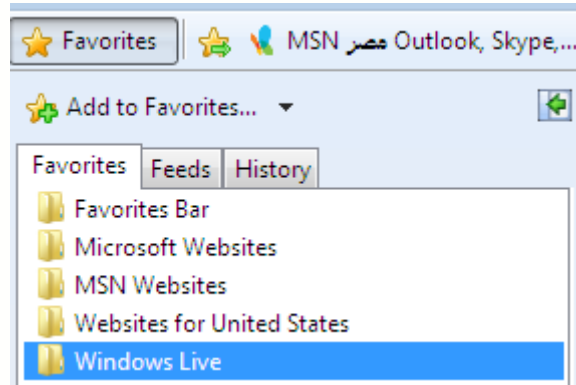 Favorites MSN مصر Outlook, Skype,...
Add to Favorites...
Favorites Feeds History
Favorites Bar
Microsoft Websites
MSN Websites
Websites for United States
Windows Live